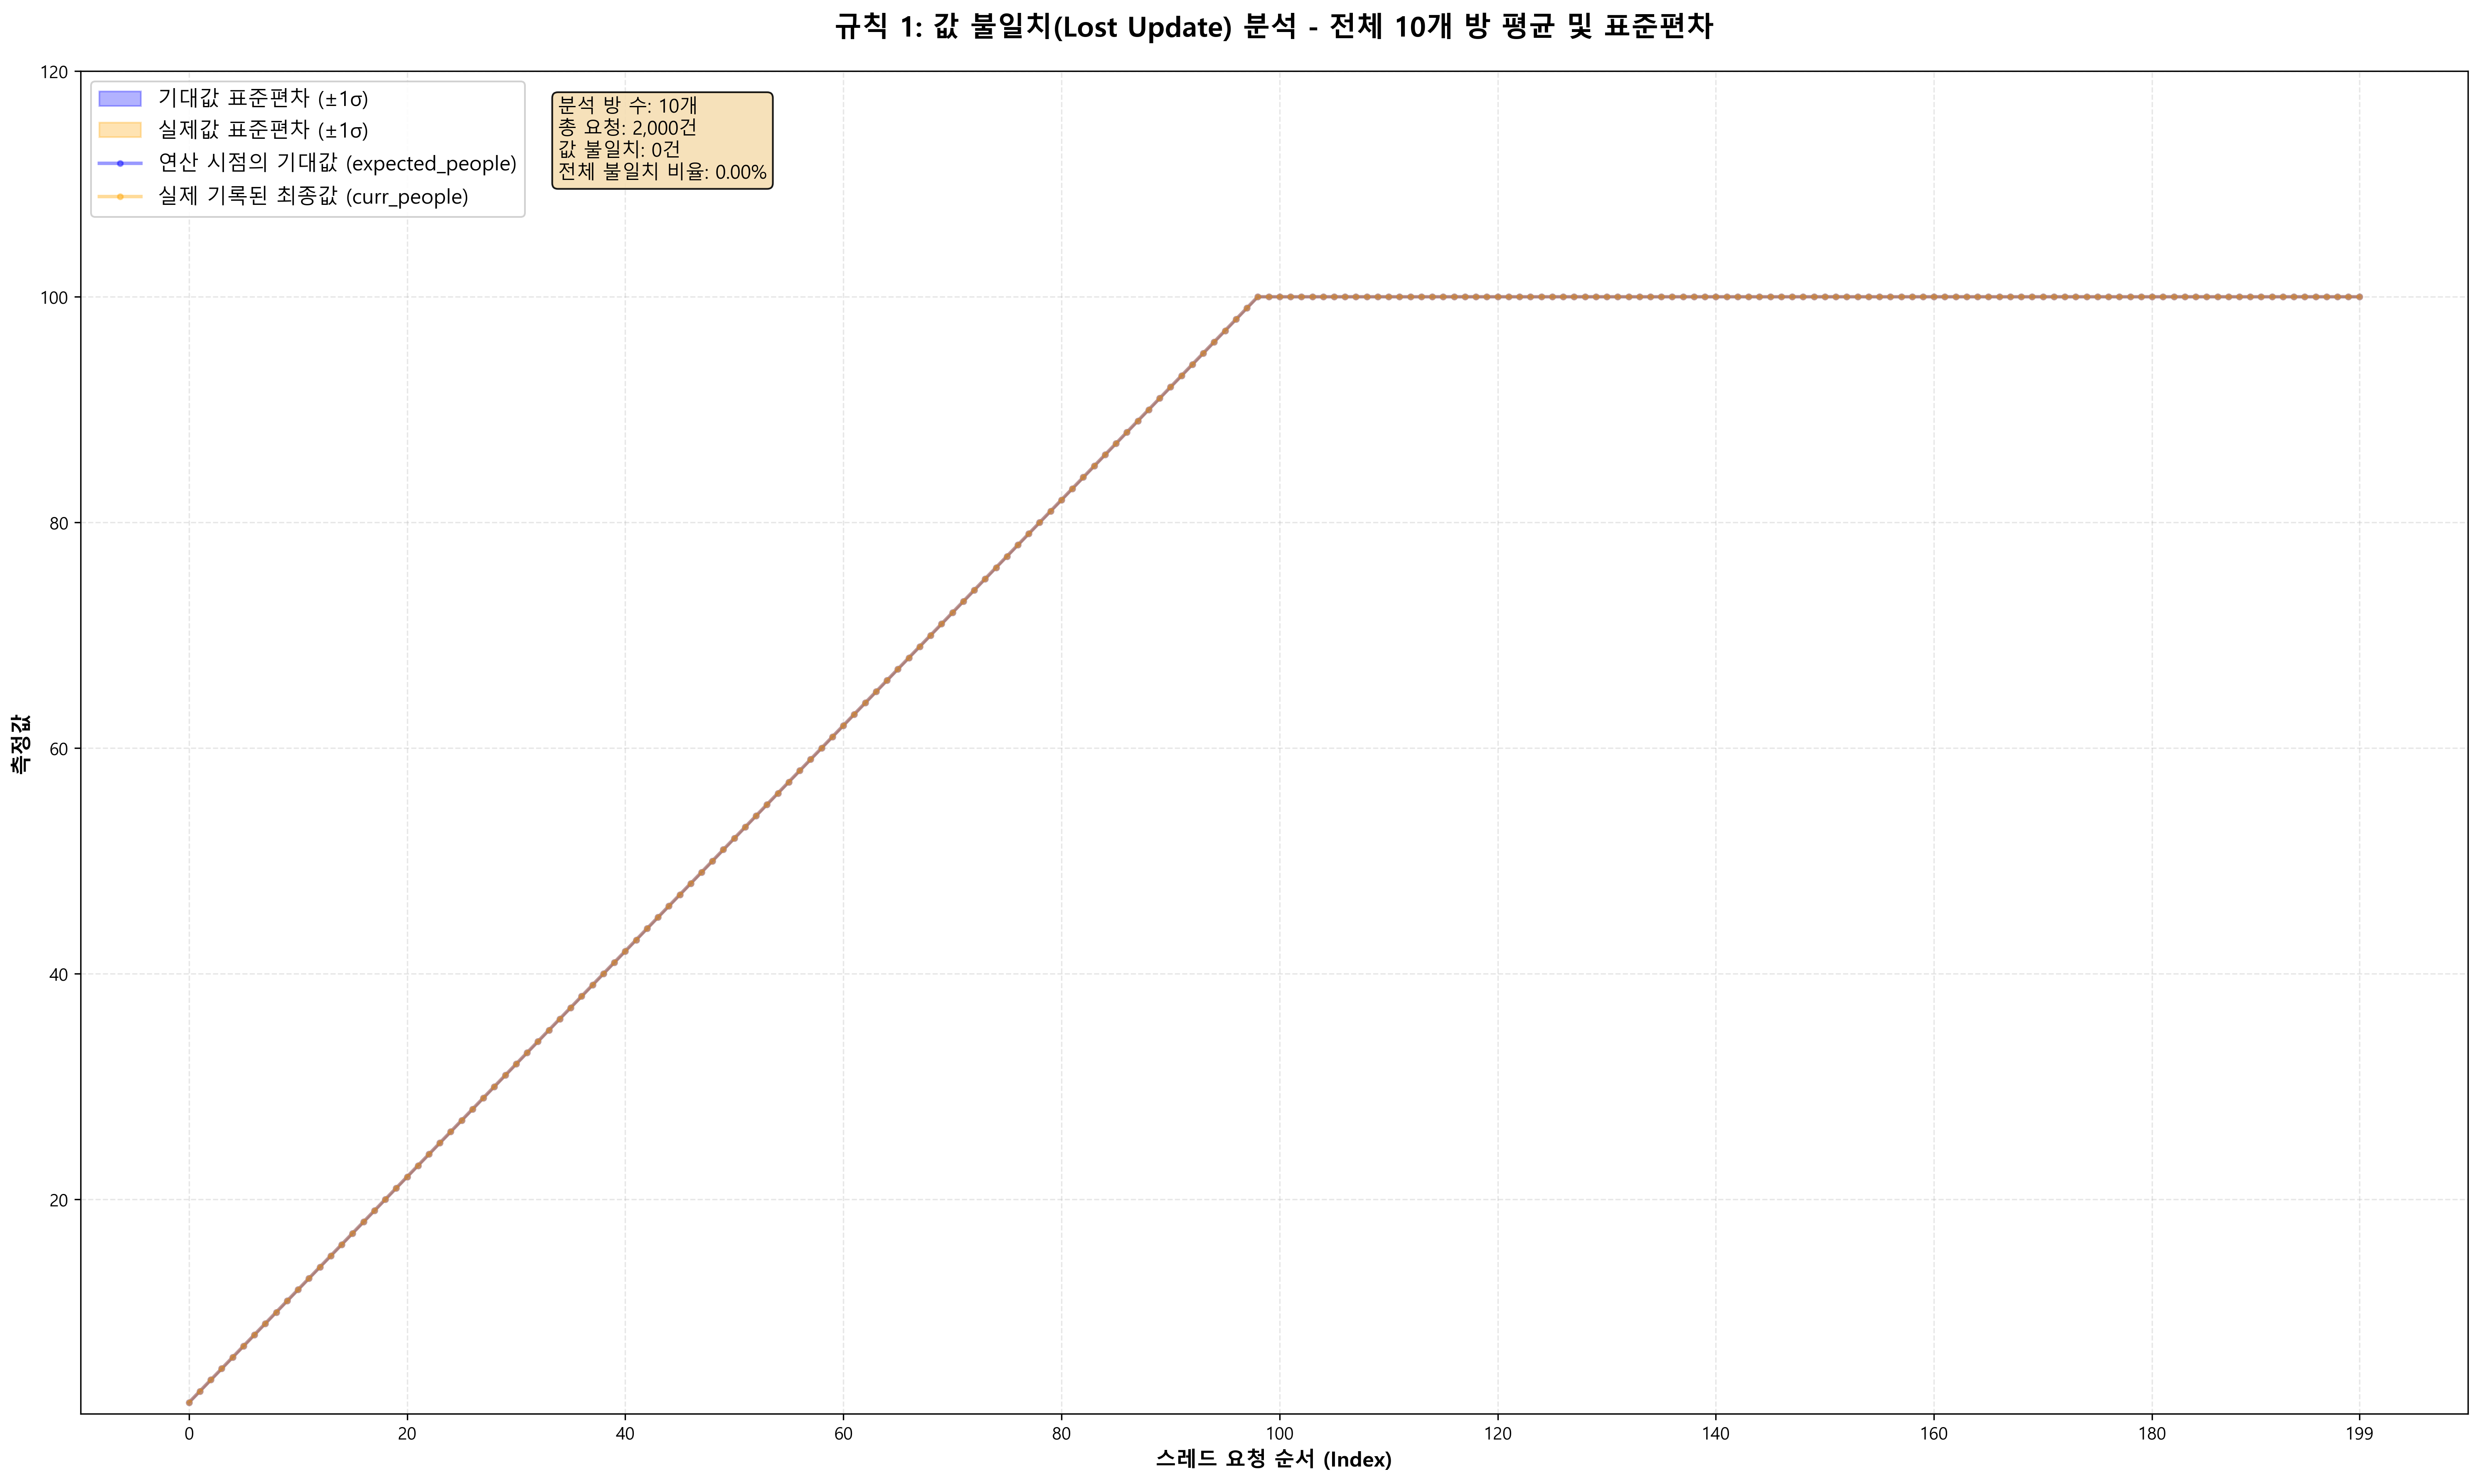 규칙 1: 값 불일치(Lost Update) 분석 - 전체 10개 방 평균 및 표준편차
기대값 표준편차 (±1σ)
실제값 표준편차 (±1σ)
연산 시점의 기대값 (expected_people)
실제 기록된 최종값 (curr_people)
분석 방 수: 10개
총 요청: 2,000건
값 불일치: 0건
전체 불일치 비율: 0.00%
측정값
120
100
80
60
40
20
0 20 40 60 80 100 120 140 160 180 199
스레드 요청 순서 (Index)